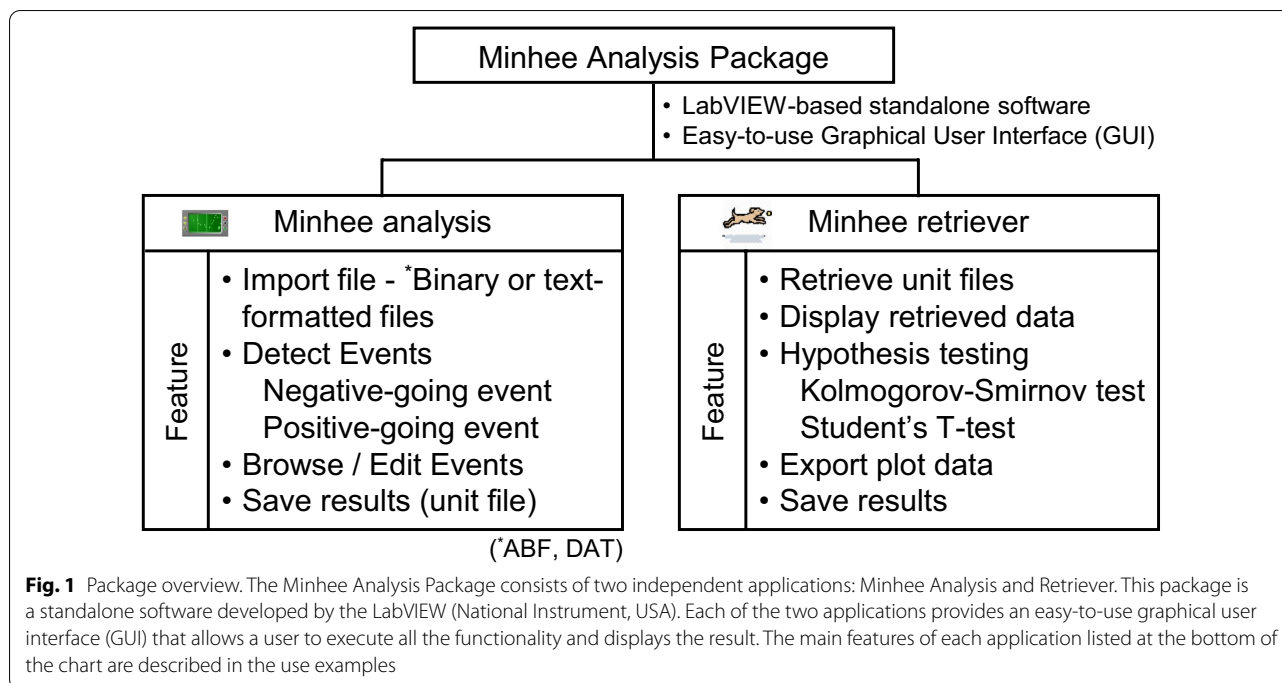 Minhee Analysis Package
• LabVIEW-based standalone software
• Easy-to-use Graphical User Interface (GUI)
Minhee analysis
Feature
• Import file - *Binary or text-
formatted files
• Detect Events
Negative-going event
Positive-going event
• Browse / Edit Events
• Save results (unit file)
(*ABF, DAT)
Minhee retriever
Feature
• Retrieve unit files
• Display retrieved data
• Hypothesis testing
Kolmogorov-Smirnov test
Student's T-test
• Export plot data
• Save results
Fig. 1 Package overview. The Minhee Analysis Package consists of two independent applications: Minhee Analysis and Retriever. This package is
a standalone software developed by the LabVIEW (National Instrument, USA). Each of the two applications provides an easy-to-use graphical user
interface (GUI) that allows a user to execute all the functionality and displays the result. The main features of each application listed at the bottom of
the chart are described in the use examples